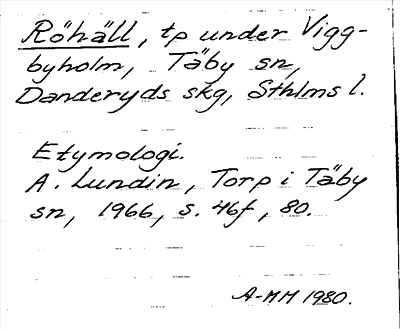 Röhäll, tp under Vigg-
byholm, Täby sn,
Danderyds skg, Sthlms l.
Etymologi.
A. Lundin, Torp i Täby
sn, 1966, s. 46f, 80.
A-MM 1980.